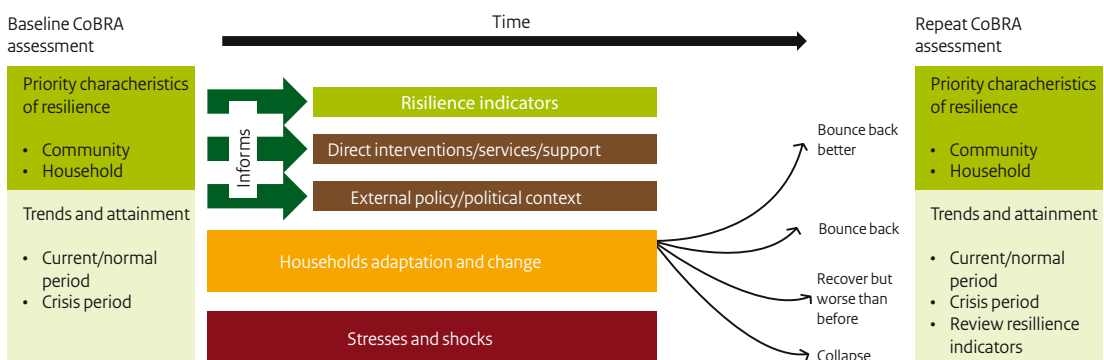 Baseline CoBRA
assessment
Priority characheristics
of resilience
• Community
• Household
Trends and attainment
• Current/normal
period
• Crisis period
Time
Informs
Risilience indicators
Direct interventions/services/support
External policy/political context
Households adaptation and change
Stresses and shocks
Bounce back
better
Bounce back
Recover but
worse than
before
Collapse
Repeat CoBRA
assessment
Priority characheristics
of resilience
• Community
• Household
Trends and attainment
• Current/normal
period
• Crisis period
• Review resillience
indicators